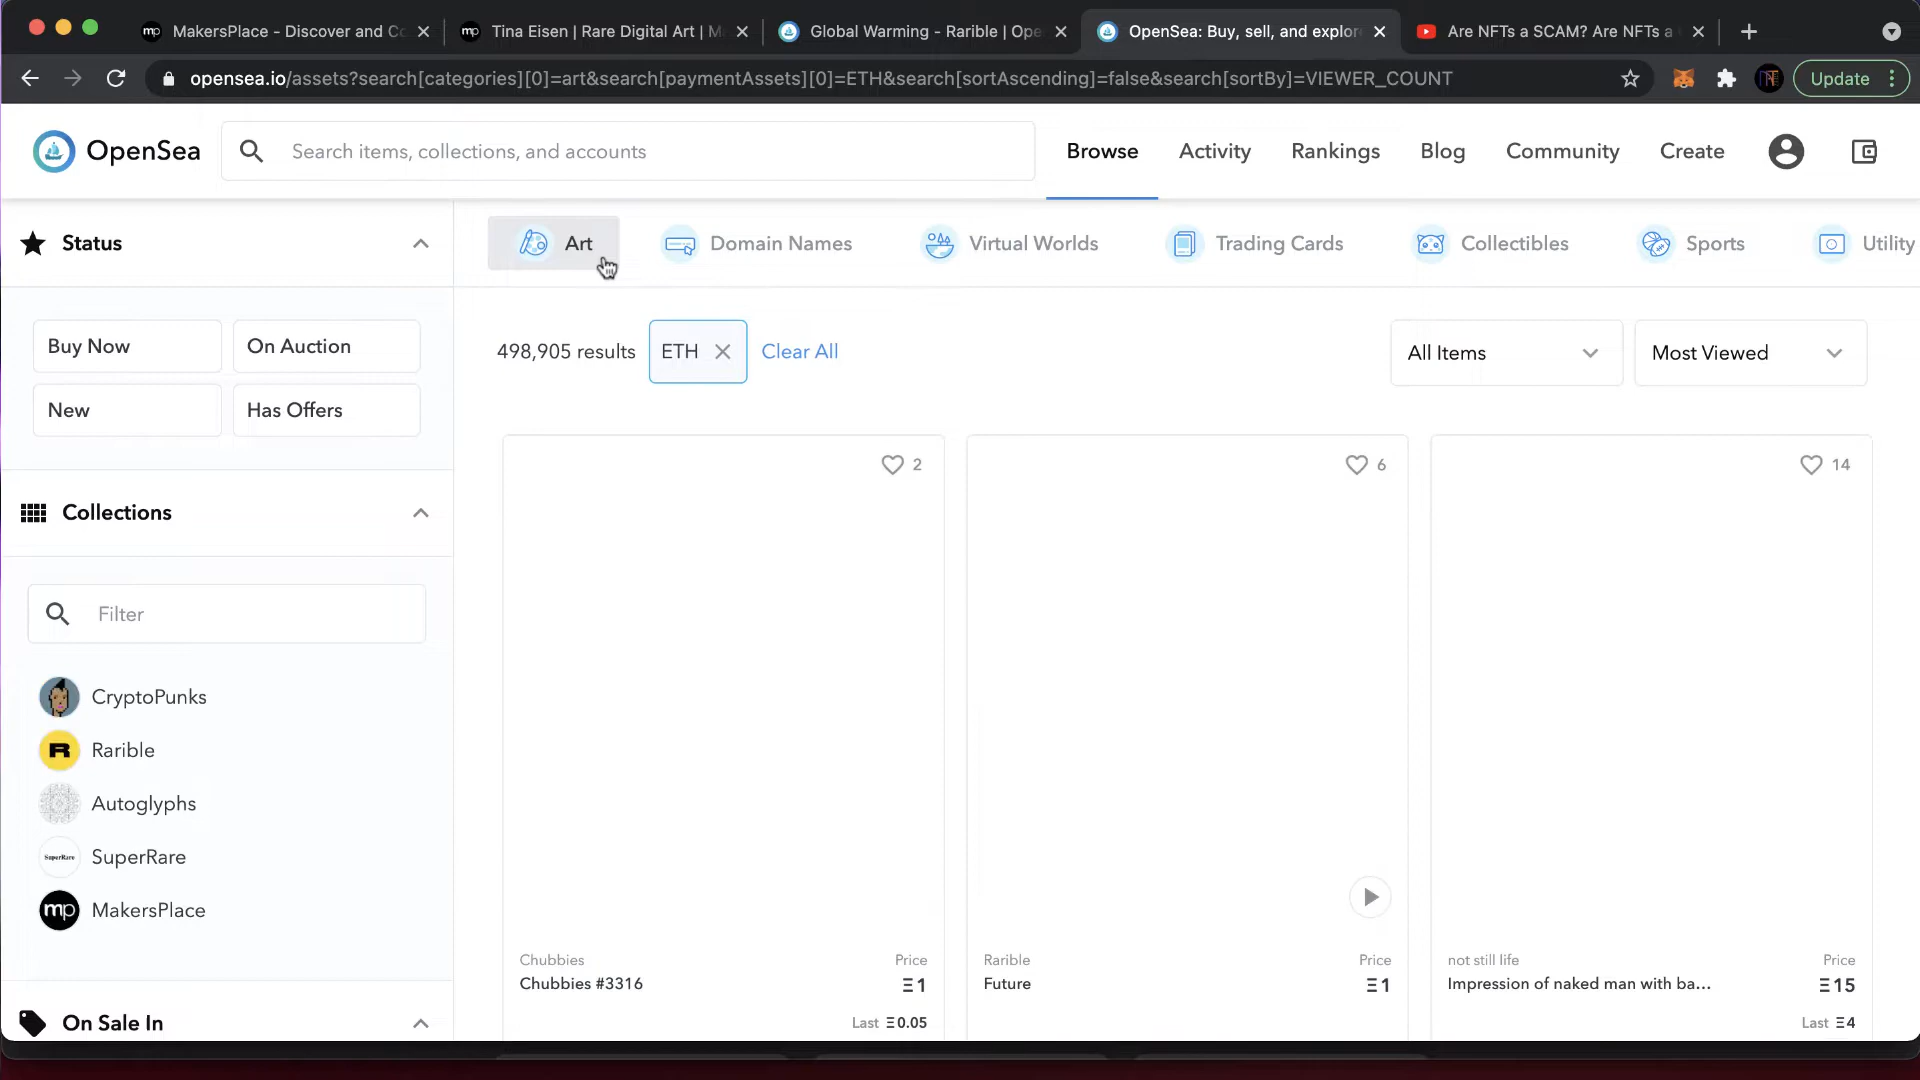 MakersPlace - Discover and Co
Tina Eisen | Rare Digital Art | M
Global Warming - Rarible | Ope
OpenSea: Buy, sell, and explor
Are NFTs a SCAM? Are NFTs a
opensea.io/assets?search[categories][0]=art&search[paymentAssets][0]=ETH&search[sortAscending]=false&search[sortBy]=VIEWER_COUNT
Update
OpenSea
Search items, collections, and accounts
Browse
Activity
Rankings
Blog
Community
Create
Status
Art
Domain Names
Virtual Worlds
Trading Cards
Collectibles
Sports
Utility
Buy Now
On Auction
New
Has Offers
498,905 results
ETH
Clear All
All Items
Most Viewed
Collections
Filter
CryptoPunks
R
Rarible
Autoglyphs
SuperRare
SuperRare
mp
MakersPlace
On Sale In
2
6
14
Chubbies
Price
Chubbies #3316
Ξ1
Last Ξ0.05
Rarible
Price
Future
Ξ1
not still life
Price
Impression of naked man with ba...
Ξ15
Last Ξ4